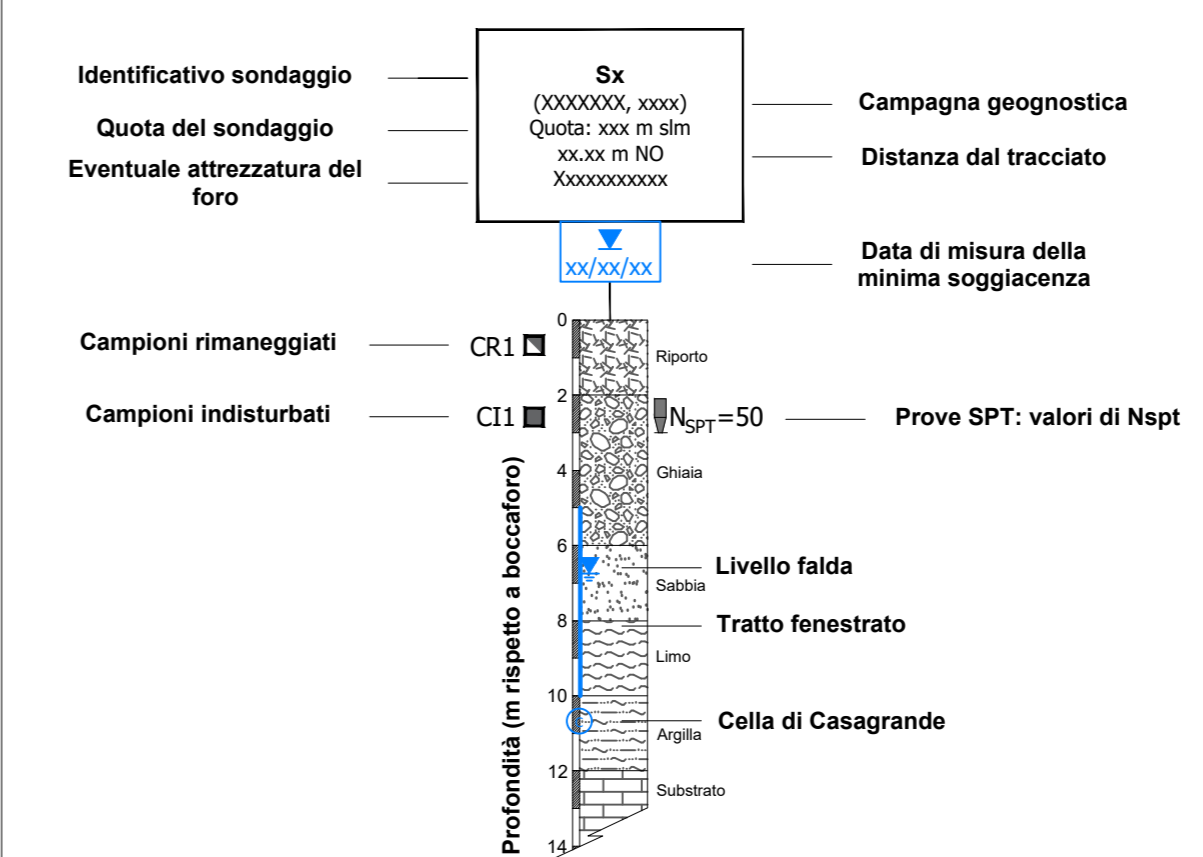 Identificativo sondaggio
Quota del sondaggio
Eventuale attrezzatura del
foro
Sx
(XXXXXXX, xxxx)
Quota: xxx m slm
xx.xx m NO
Xxxxxxxxxxx
Campagna geognostica
Distanza dal tracciato
xx/xx/xx
Data di misura della
minima soggiacenza
Campioni rimaneggiati
CR1
Campioni indisturbati
CI1
Profondità (m rispetto a boccaforo)
0
2
4
6
8
10
12
14
Riporto
NSPT=50
Prove SPT: valori di Nspt
Ghiaia
Livello falda
Sabbia
Tratto fenestrato
Limo
Cella di Casagrande
Argilla
Substrato